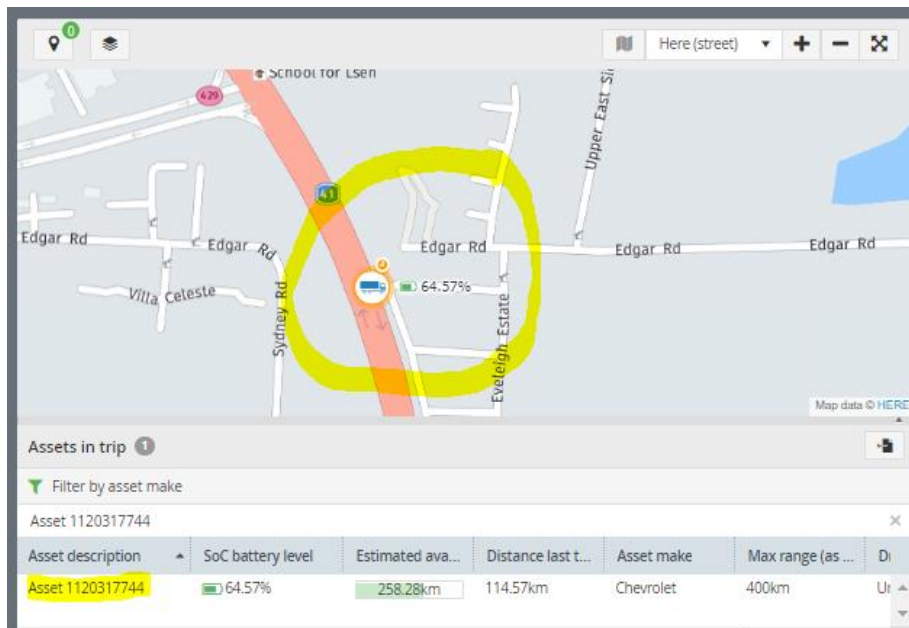 0
Here (street)
School for Lsen
429
Upper East Si
41
Edgar Rd
Edgar Rd
Edgar Rd
Edgar Rd
Edgar Rd
64.57%
Villa Celeste
Sydney Rd
Eveleigh Estate
Map data © HERE
Assets in trip 1
Filter by asset make
Asset 1120317744
Asset description SoC battery level Estimated ava... Distance last t... Asset make Max range (as ...
Asset 1120317744 64.57% 258.28km 114.57km Chevrolet 400km